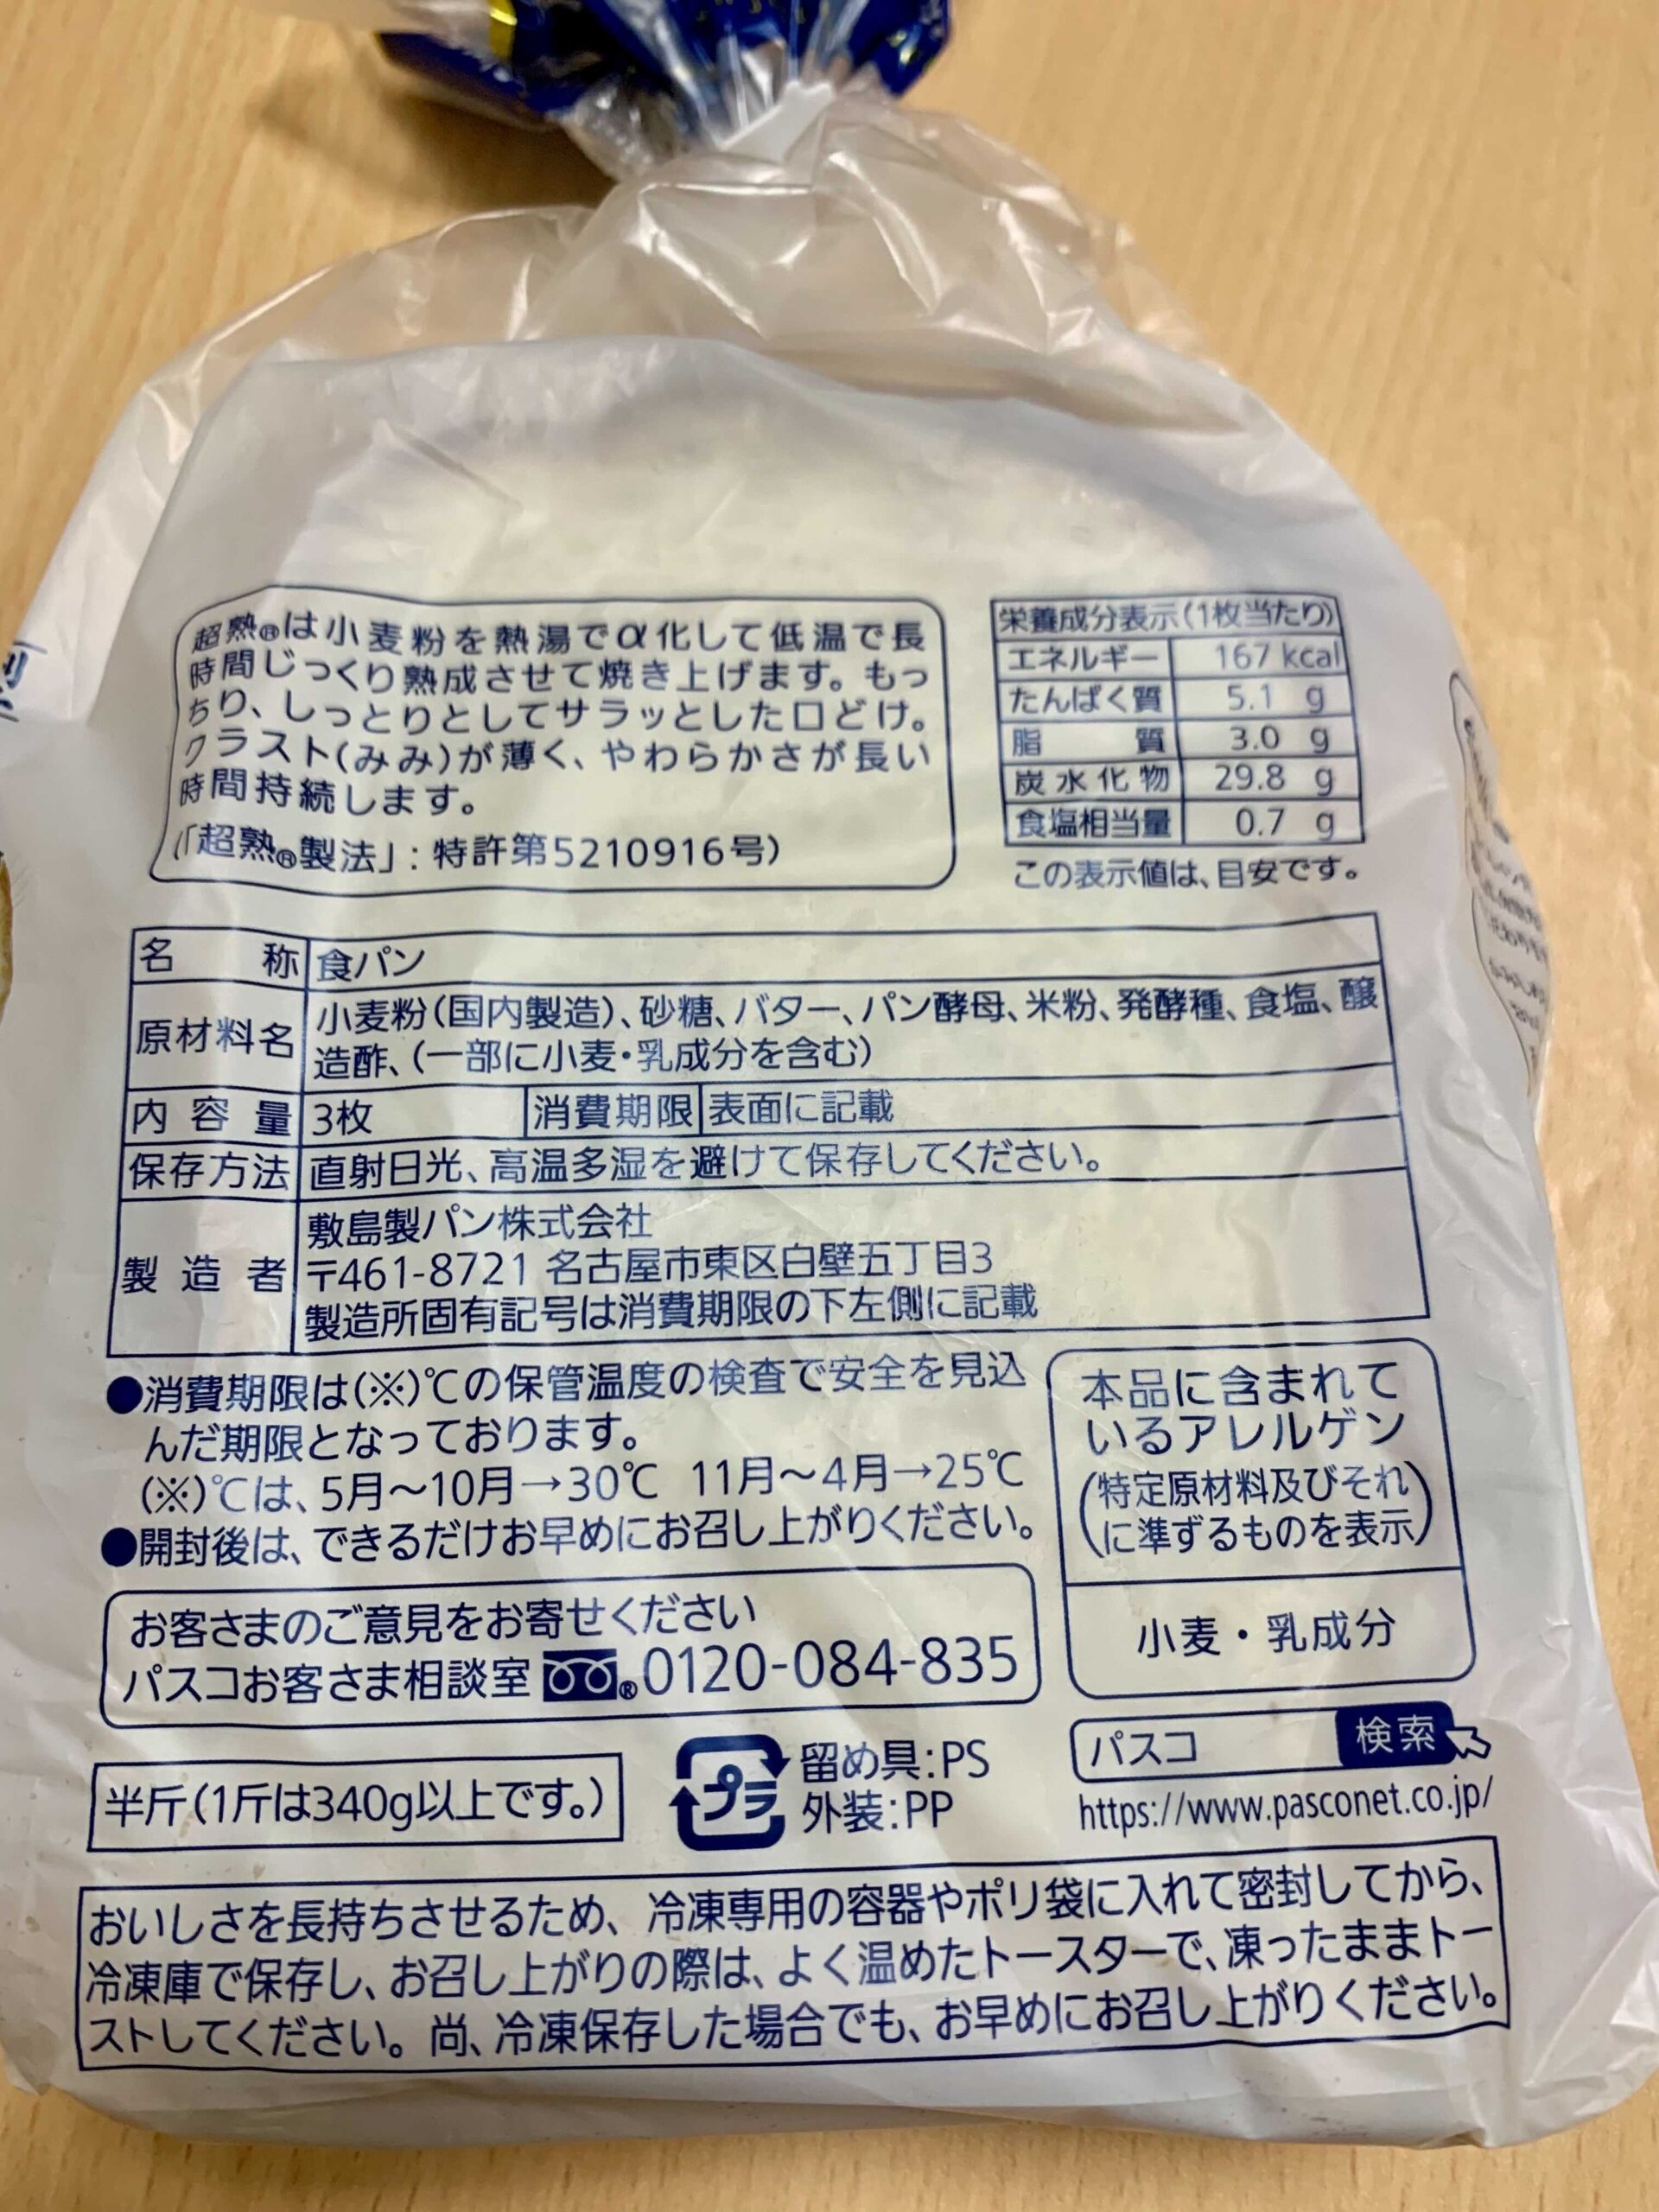 超熟®は小麦粉を熱湯でα化して低温で長
時間じっくり熟成させて焼き上げます。もっ
ちり、しっとりとしてサラッとした口どけ。
クラスト(みみ)が薄く、やわらかさが長い
時間持続します。
(「超熟®製法」:特許第5210916号)
栄養成分表示(1枚当たり)
エネルギー 167 kcal
たんぱく質 5.1 g
脂質 3.0 g
炭水化物 29.8 g
食塩相当量 0.7 g
この表示値は、目安です。
名称 食パン
原材料名 小麦粉(国内製造)、砂糖、バター、パン酵母、米粉、発酵種、食塩、醸
造酢、(一部に小麦・乳成分を含む)
内容量 3枚 消費期限 表面に記載
保存方法 直射日光、高温多湿を避けて保存してください。
製造者 敷島製パン株式会社
〒461-8721 名古屋市東区白壁五丁目3
製造所固有記号は消費期限の下左側に記載
●消費期限は(※)℃の保管温度の検査で安全を見込
んだ期限となっております。
(※)℃は、5月〜10月→30℃ 11月〜4月→25℃
●開封後は、できるだけお早めにお召し上がりください。
本品に含まれて
いるアレルゲン
(特定原材料及びそれ
に準ずるものを表示)
小麦・乳成分
お客さまのご意見をお寄せください
パスコお客さま相談室 ®0120-084-835
半斤(1斤は340g以上です。)
プラ
留め具:PS
外装:PP
パスコ 検索
https://www.pasconet.co.jp/
おいしさを長持ちさせるため、冷凍専用の容器やポリ袋に入れて密封してから、
冷凍庫で保存し、お召し上がりの際は、よく温めたトースターで、凍ったままトー
ストしてください。尚、冷凍保存した場合でも、お早めにお召し上がりください。